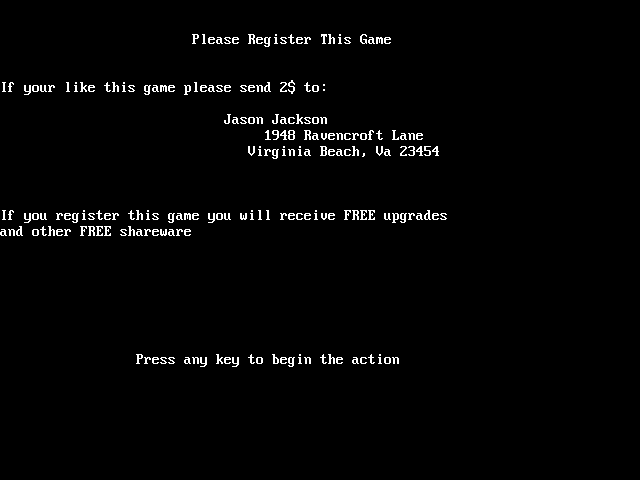 Please Register This Game
If your like this game please send 2$ to:
Jason Jackson
1948 Ravencroft Lane
Virginia Beach, Va 23454
If you register this game you will receive FREE upgrades
and other FREE shareware
Press any key to begin the action